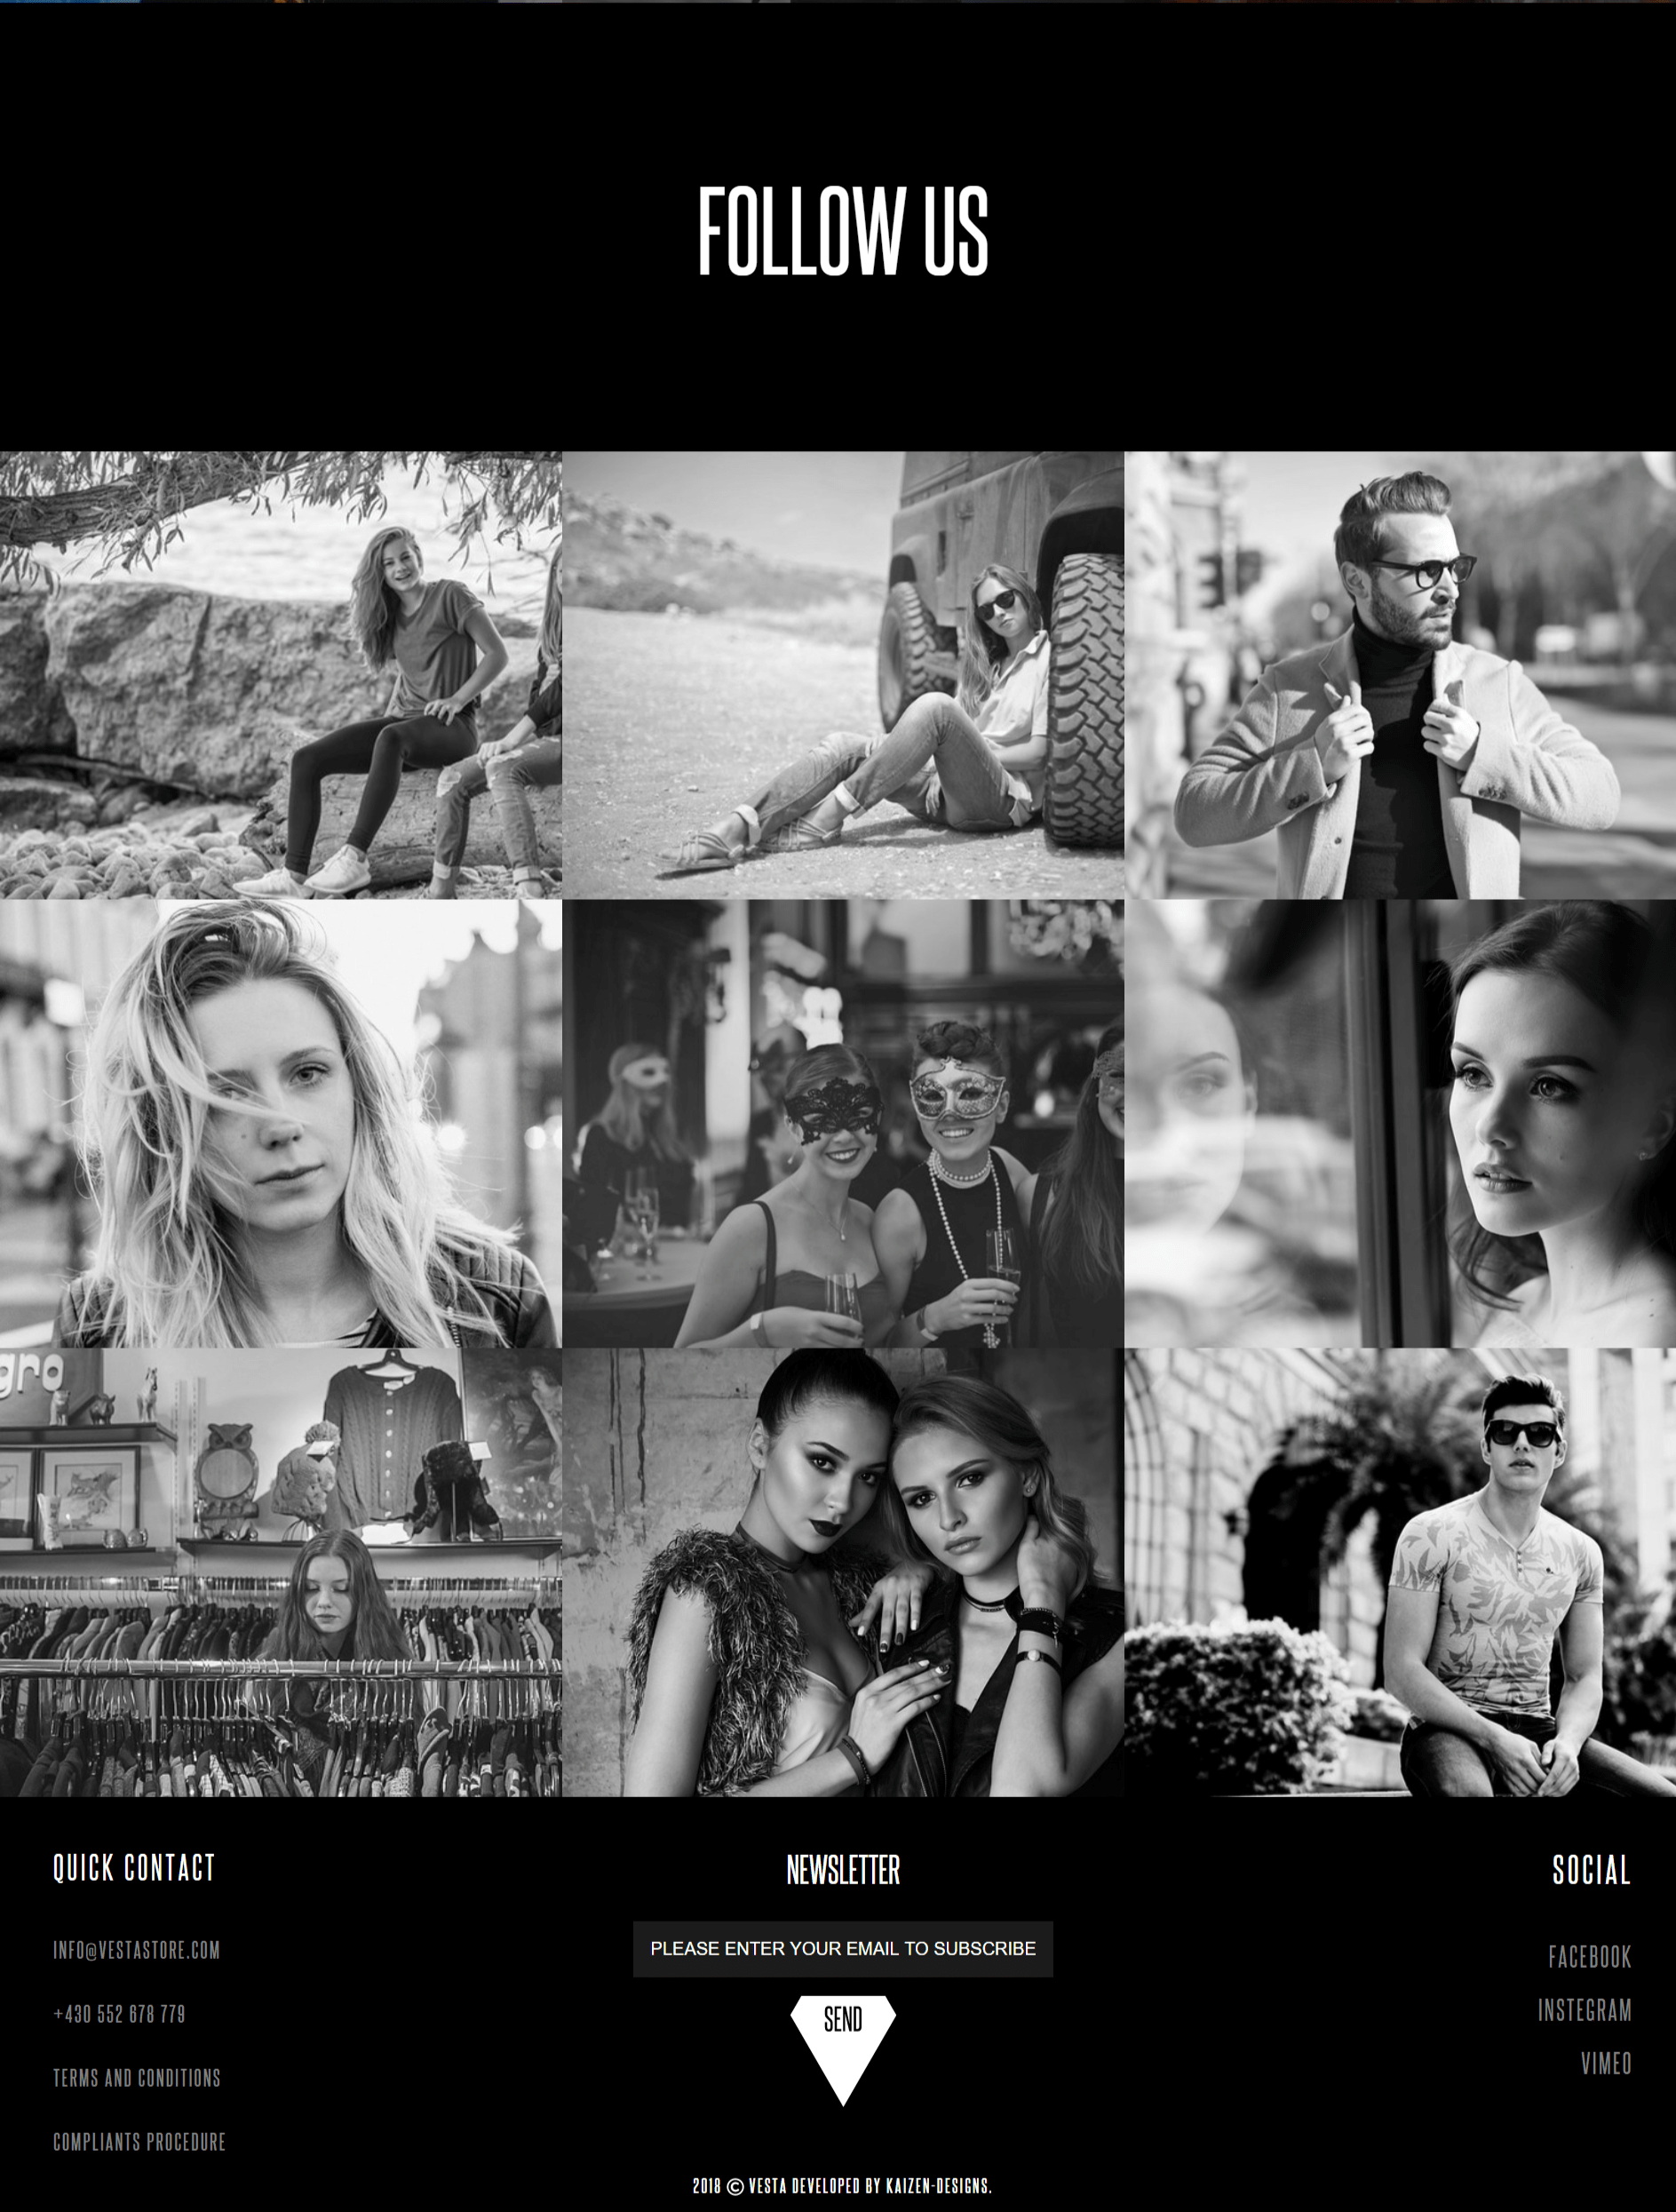 FOLLOW US
gro
QUICK CONTACT
INFO@VESTASTORE.COM
+430 552 678 779
TERMS AND CONDITIONS
COMPLIANTS PROCEDURE
NEWSLETTER
PLEASE ENTER YOUR EMAIL TO SUBSCRIBE
SEND
SOCIAL
FACEBOOK
INSTEGRAM
VIMEO
2018 © VESTA DEVELOPED BY KAIZEN-DESIGNS.